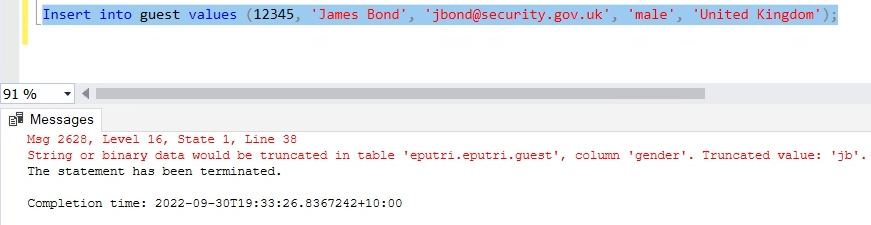 Insert into guest values (12345, 'James Bond', 'jbond@security.gov.uk', 'male', 'United Kingdom');
91 %
Messages
Msg 2628, Level 16, State 1, Line 38
String or binary data would be truncated in table 'eputri.eputri.guest', column 'gender'. Truncated value: 'jb'.
The statement has been terminated.
Completion time: 2022-09-30T19:33:26.8367242+10:00